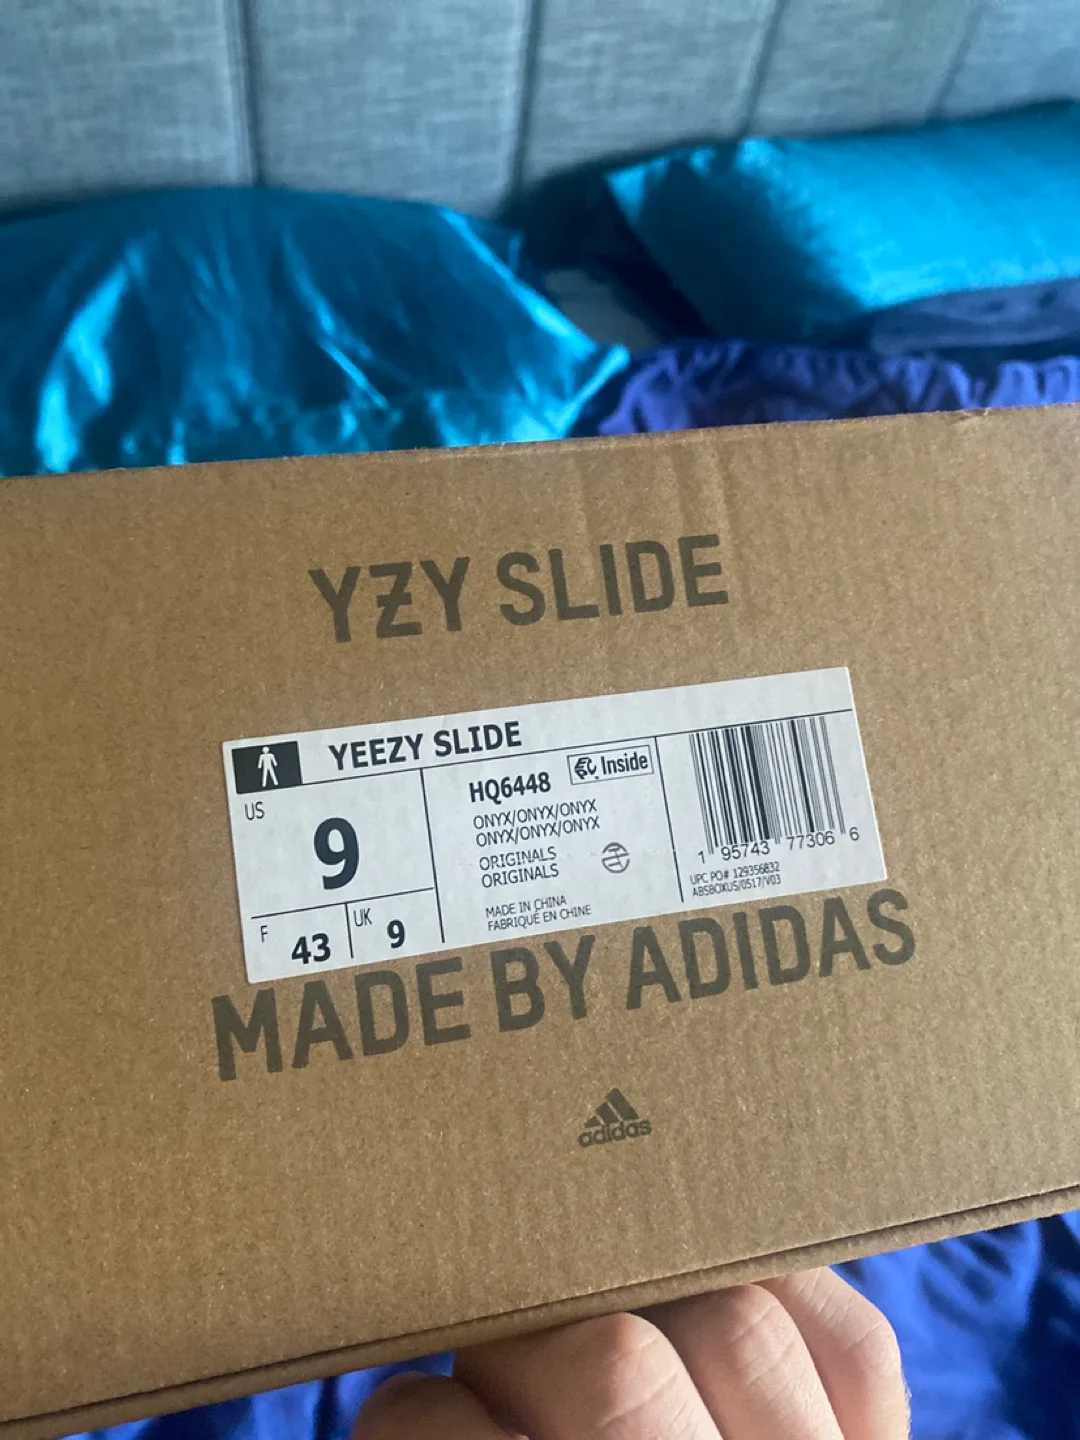 YZY SLIDE
YEEZY SLIDE
US
9
F 43
UK 9
HQ6448
Inside
ONYX/ONYX/ONYX
ONYX/ONYX/ONYX
ORIGINALS
ORIGINALS
MADE IN CHINA
FABRIQUÉ EN CHINE
1 95743 77306 6
UPC PO# 129356832
ABSBOXUS/0517/V03
MADE BY ADIDAS
adidas